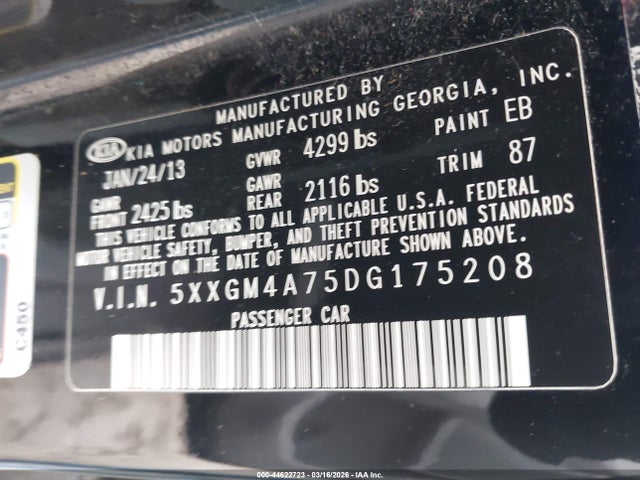 MANUFACTURED BY
KIA KIA MOTORS MANUFACTURING GEORGIA, INC.
JAN/24/13 GVWR 4299 lbs PAINT EB
GAWR FRONT 2425 lbs GAWR REAR 2116 lbs TRIM 87
THIS VEHICLE CONFORMS TO ALL APPLICABLE U.S.A. FEDERAL
MOTOR VEHICLE SAFETY, BUMPER, AND THEFT PREVENTION STANDARDS
IN EFFECT ON THE DATE OF MANUFACTURE SHOWN ABOVE.
V.I.N. 5XXGM4A75DG175208
PASSENGER CAR
C450
000-44622723 | 03/16/2026 | IAA Inc.